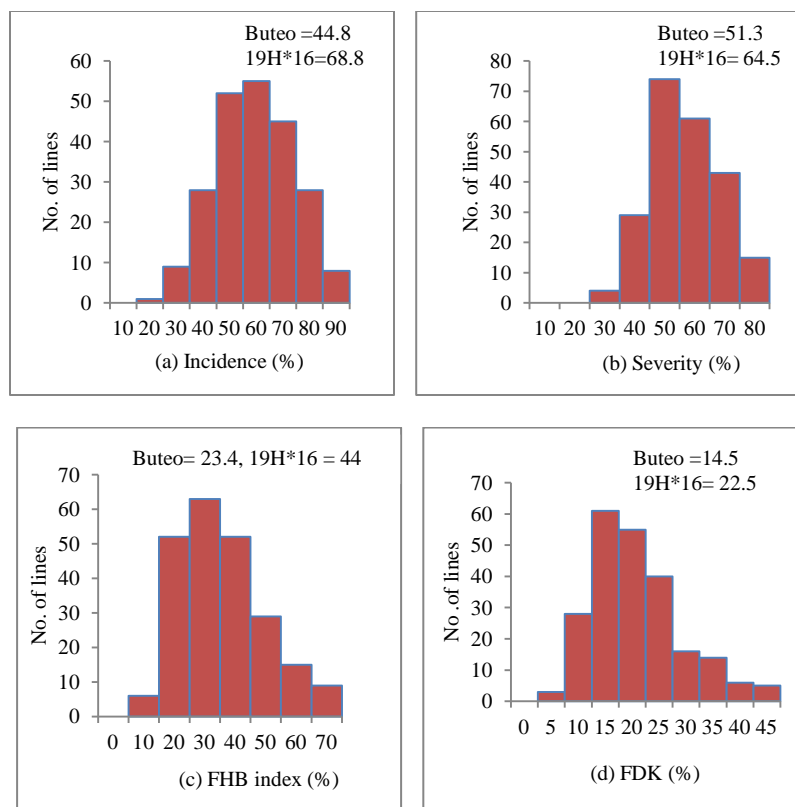 Buteo =44.8
19H*16=68.8
60
50
40
30
20
10
0
No. of lines
10 20 30 40 50 60 70 80 90
(a) Incidence (%)
Buteo =51.3
19H*16= 64.5
80
70
60
50
40
30
20
10
0
No. of lines
10 20 30 40 50 60 70 80
(b) Severity (%)
Buteo= 23.4, 19H*16 = 44
70
60
50
40
30
20
10
0
No. of lines
0 10 20 30 40 50 60 70
(c) FHB index (%)
Buteo =14.5
19H*16= 22.5
70
60
50
40
30
20
10
0
No .of lines
0 5 10 15 20 25 30 35 40 45
(d) FDK (%)